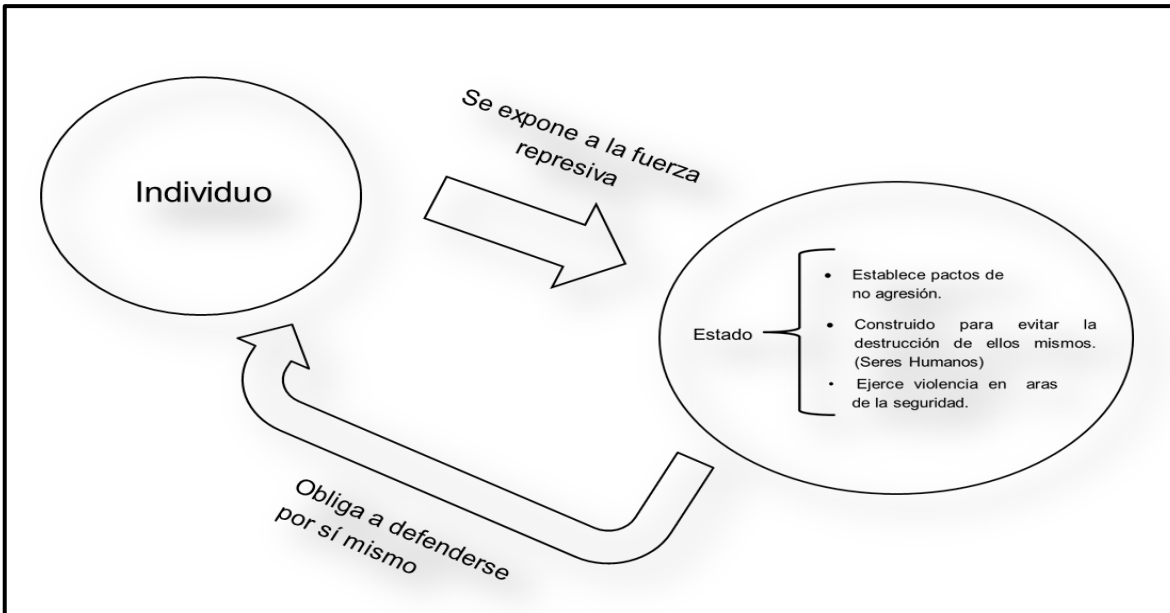 Individuo
Se expone a la fuerza
represiva
Estado
• Establece pactos de
no agresión.
• Construido para evitar la
destrucción de ellos mismos.
(Seres Humanos)
• Ejerce violencia en aras
de la seguridad.
Obliga a defenderse
por sí mismo